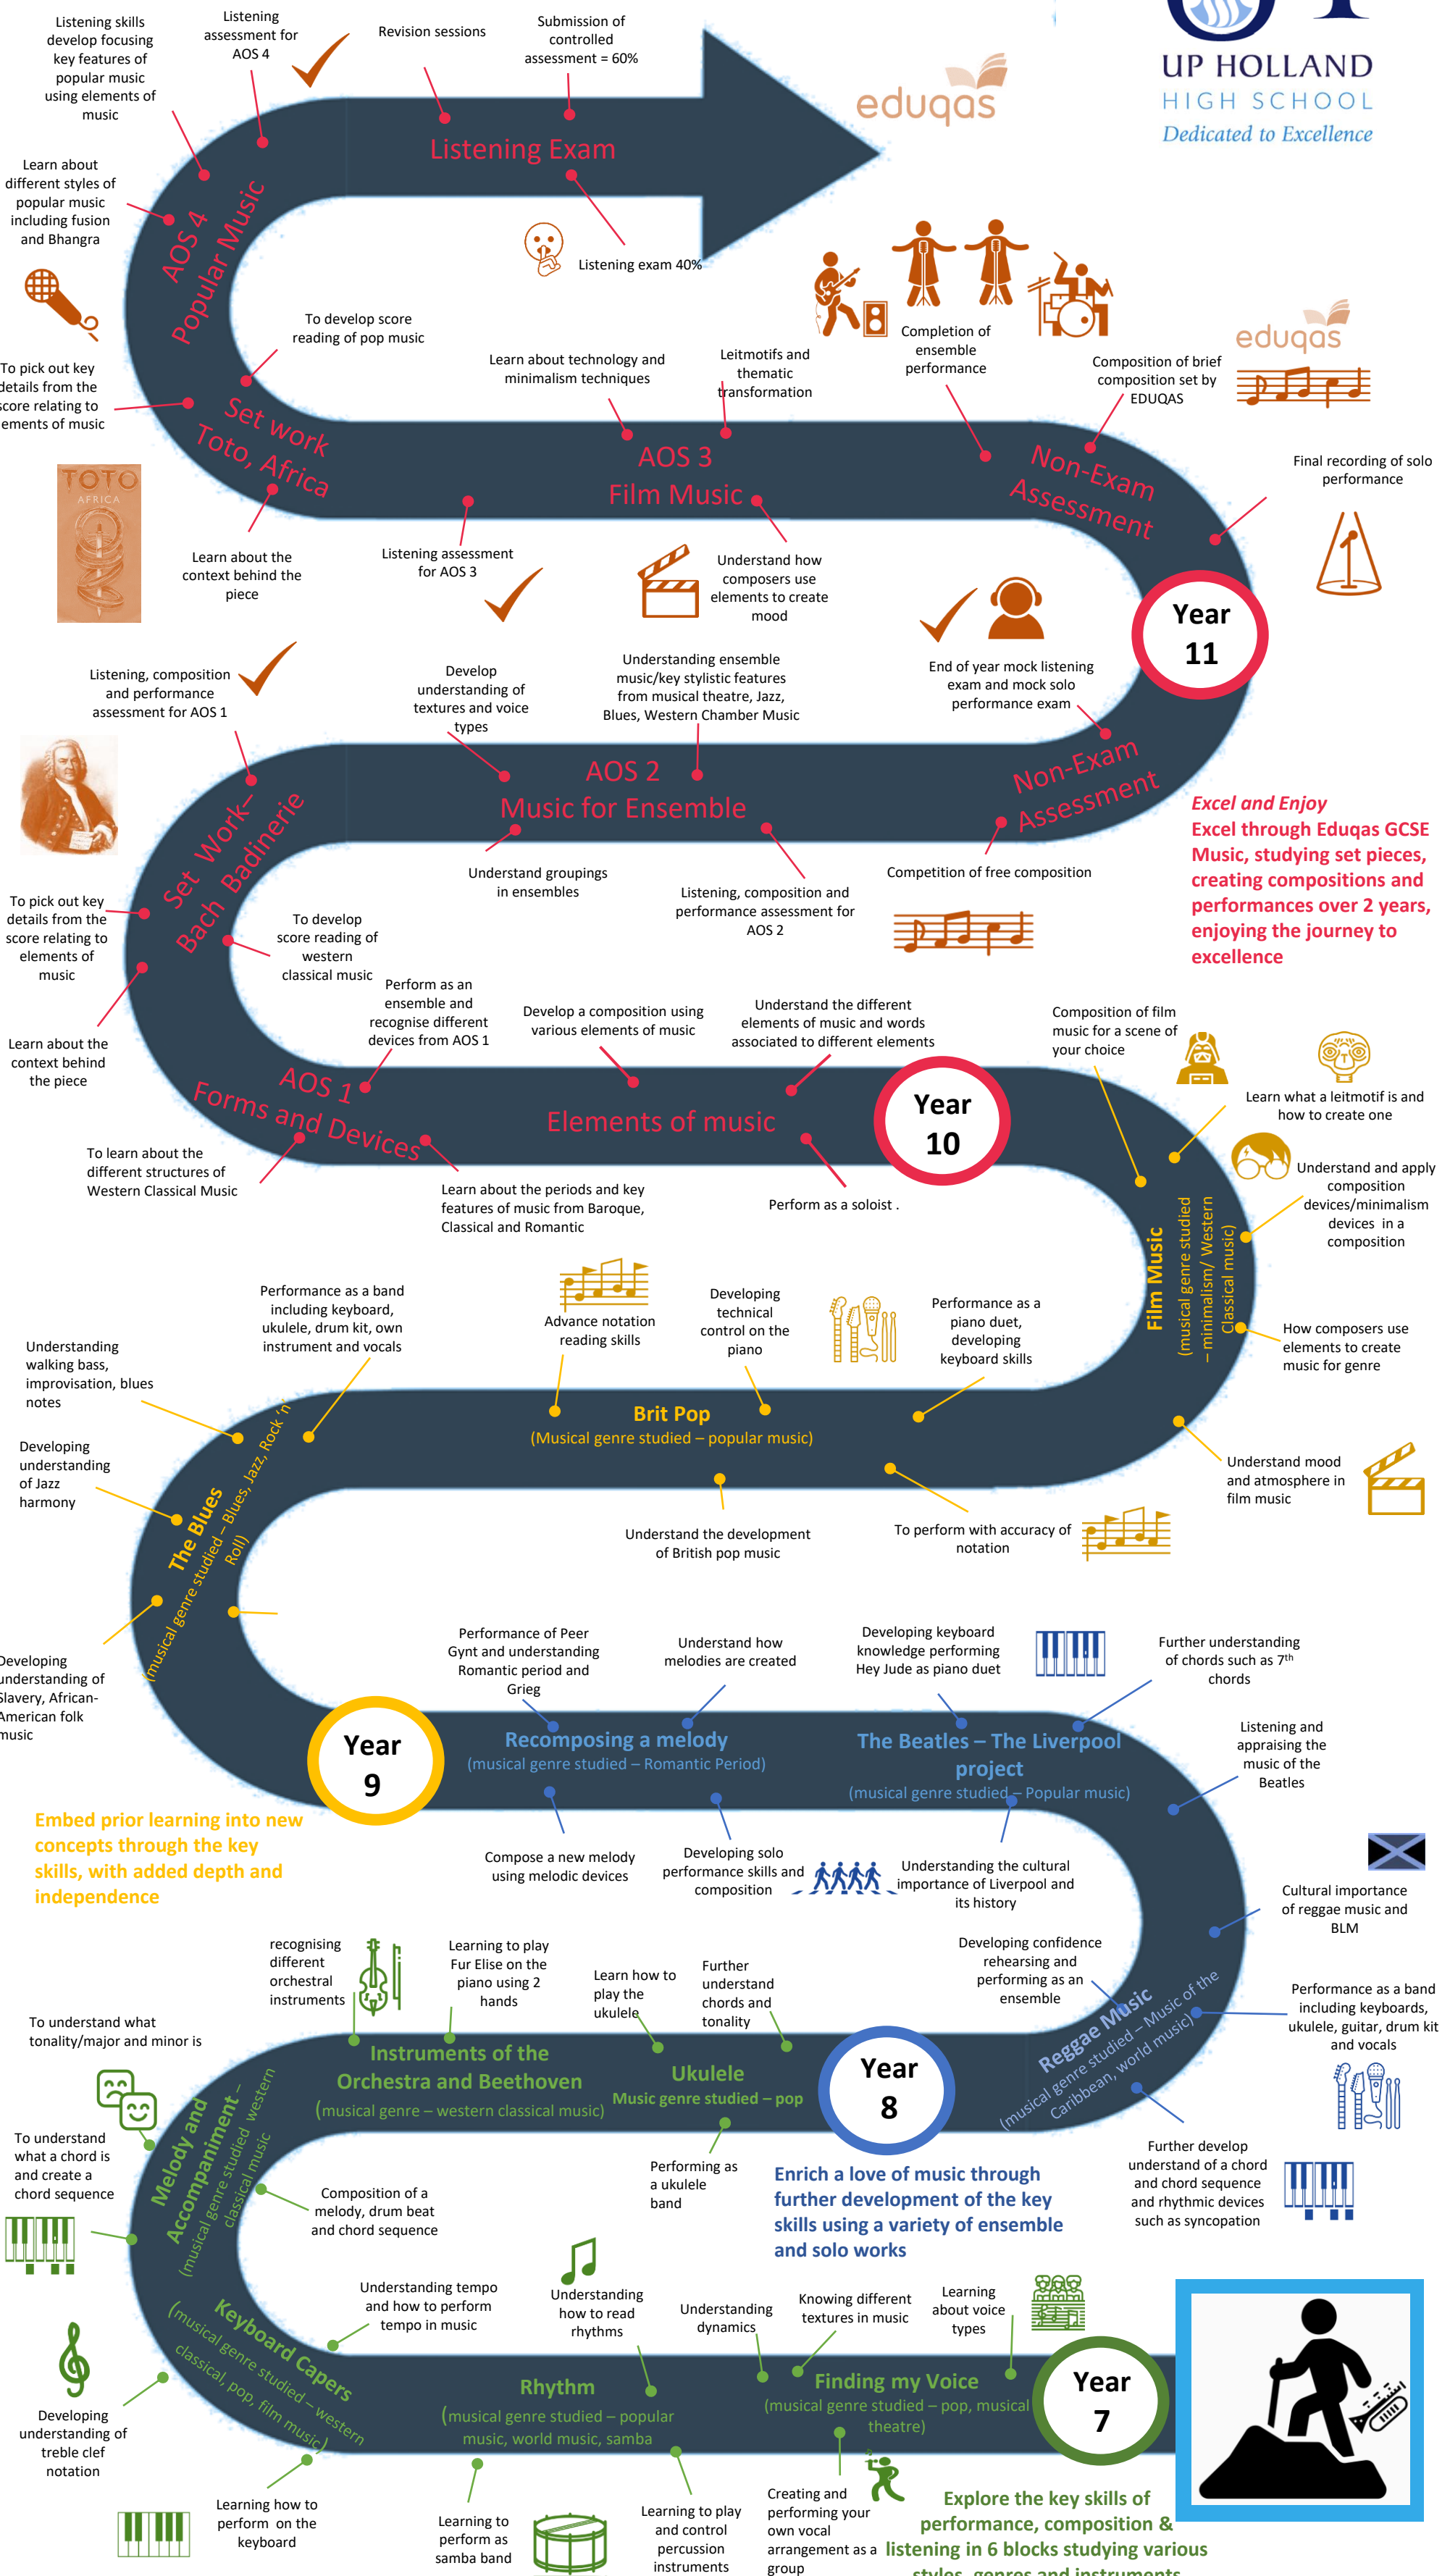 UP HOLLAND
HIGH SCHOOL
Dedicated to Excellence
eduqas
Listening skills
develop focusing
key features of
popular music
using elements of
music
Listening
assessment for
AOS 4
Revision sessions
Submission of
controlled
assessment = 60%
Listening Exam
Listening exam 40%
Learn about
different styles of
popular music
including fusion
and Bhangra
AOS 4
Popular Music
To develop score
reading of pop music
To pick out key
details from the
score relating to
ements of music
Set work
Toto, Africa
TOTO
AFRICA
Learn about the
context behind the
piece
Learn about technology and
minimalism techniques
Leitmotifs and
thematic
transformation
AOS 3
Film Music
Listening assessment
for AOS 3
Understand how
composers use
elements to create
mood
Completion of
ensemble
performance
Composition of brief
composition set by
EDUQAS
eduqas
Non-Exam
Assessment
Final recording of solo
performance
Year
11
End of year mock listening
exam and mock solo
performance exam
Non-Exam
Assessment
Competition of free composition
Excel and Enjoy
Excel through Eduqas GCSE
Music, studying set pieces,
creating compositions and
performances over 2 years,
enjoying the journey to
excellence
Listening, composition
and performance
assessment for AOS 1
Develop
understanding of
textures and voice
types
Understanding ensemble
music/key stylistic features
from musical theatre, Jazz,
Blues, Western Chamber Music
AOS 2
Music for Ensemble
Understand groupings
in ensembles
Listening, composition and
performance assessment for
AOS 2
Set Work–
Bach Badinerie
To pick out key
details from the
score relating to
elements of
music
To develop
score reading of
western
classical music
Learn about the
context behind
the piece
Perform as an
ensemble and
recognise different
devices from AOS 1
AOS 1
Forms and Devices
To learn about the
different structures of
Western Classical Music
Learn about the periods and key
features of music from Baroque,
Classical and Romantic
Develop a composition using
various elements of music
Understand the different
elements of music and words
associated to different elements
Elements of music
Perform as a soloist .
Year
10
Composition of film
music for a scene of
your choice
Learn what a leitmotif is and
how to create one
Understand and apply
composition
devices/minimalism
devices in a
composition
Film Music
(musical genre studied
– minimalism/ Western
Classical music)
How composers use
elements to create
music for genre
Understand mood
and atmosphere in
film music
Performance as a band
including keyboard,
ukulele, drum kit, own
instrument and vocals
Advance notation
reading skills
Developing
technical
control on the
piano
Performance as a
piano duet,
developing
keyboard skills
Brit Pop
(Musical genre studied – popular music)
Understand the development
of British pop music
To perform with accuracy of
notation
Understanding
walking bass,
improvisation, blues
notes
Developing
understanding
of Jazz
harmony
The Blues
(musical genre studied – Blues, Jazz, Rock ‘n’
Roll)
Developing
understanding of
Slavery, African-
American folk
music
Year
9
Embed prior learning into new
concepts through the key
skills, with added depth and
independence
Performance of Peer
Gynt and understanding
Romantic period and
Grieg
Understand how
melodies are created
Recomposing a melody
(musical genre studied – Romantic Period)
Compose a new melody
using melodic devices
Developing solo
performance skills and
composition
Developing keyboard
knowledge performing
Hey Jude as piano duet
Further understanding
of chords such as 7th
chords
The Beatles – The Liverpool
project
(musical genre studied – Popular music)
Understanding the cultural
importance of Liverpool and
its history
Listening and
appraising the
music of the
Beatles
Cultural importance
of reggae music and
BLM
Developing confidence
rehearsing and
performing as an
ensemble
Reggae Music
(musical genre studied – Music of the
Caribbean, world music)
Performance as a band
including keyboards,
ukulele, guitar, drum kit
and vocals
Further develop
understand of a chord
and chord sequence
and rhythmic devices
such as syncopation
Year
8
Enrich a love of music through
further development of the key
skills using a variety of ensemble
and solo works
recognising
different
orchestral
instruments
Learning to play
Fur Elise on the
piano using 2
hands
Learn how to
play the
ukulele
Further
understand
chords and
tonality
Instruments of the
Orchestra and Beethoven
(musical genre – western classical music)
Ukulele
Music genre studied – pop
Performing as
a ukulele
band
To understand what
tonality/major and minor is
Melody and
Accompaniment –
(musical genre studied western
classical music
To understand
what a chord is
and create a
chord sequence
Composition of a
melody, drum beat
and chord sequence
Keyboard Capers
(musical genre studied – western
classical, pop, film music)
Understanding tempo
and how to perform
tempo in music
Developing
understanding of
treble clef
notation
Learning how to
perform on the
keyboard
Understanding
how to read
rhythms
Rhythm
(musical genre studied – popular
music, world music, samba
Learning to
perform as
samba band
Learning to play
and control
percussion
instruments
Understanding
dynamics
Knowing different
textures in music
Learning
about voice
types
Finding my Voice
(musical genre studied – pop, musical
theatre)
Creating and
performing your
own vocal
arrangement as a
group
Year
7
Explore the key skills of
performance, composition &
listening in 6 blocks studying various
styles, genres and instruments